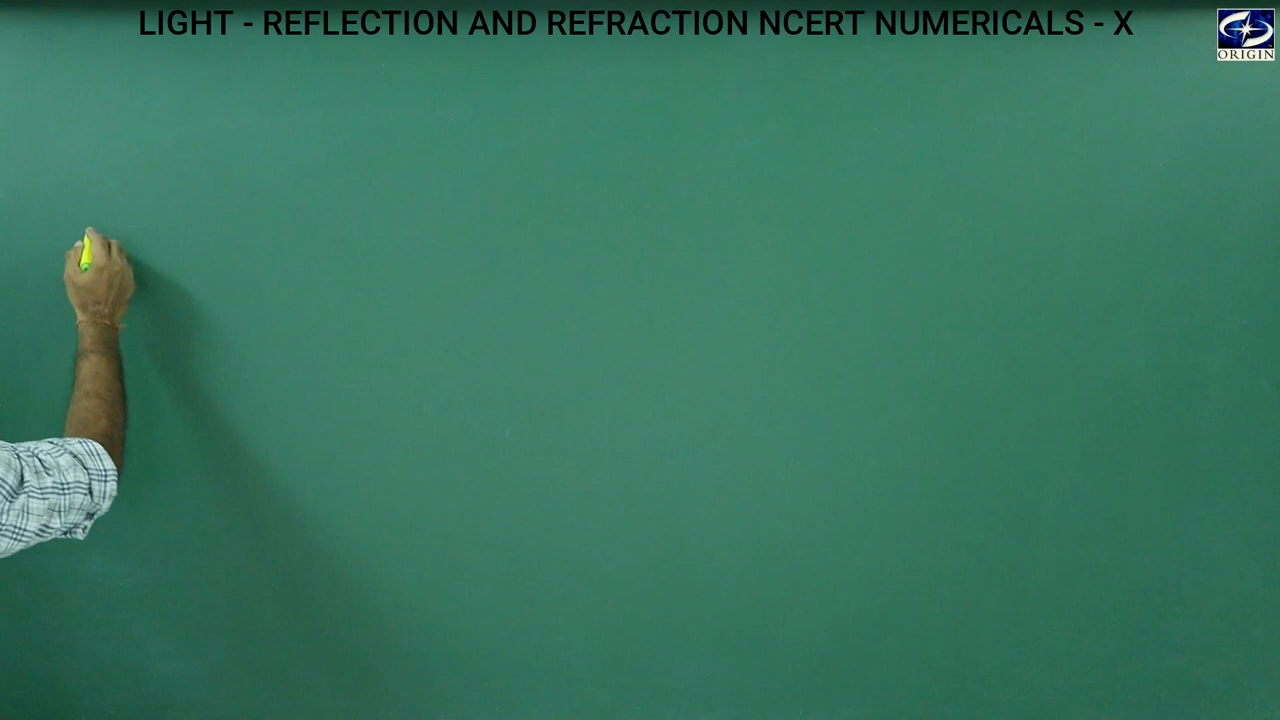 LIGHT - REFLECTION AND REFRACTION NCERT NUMERICALS - X
ORIGIN